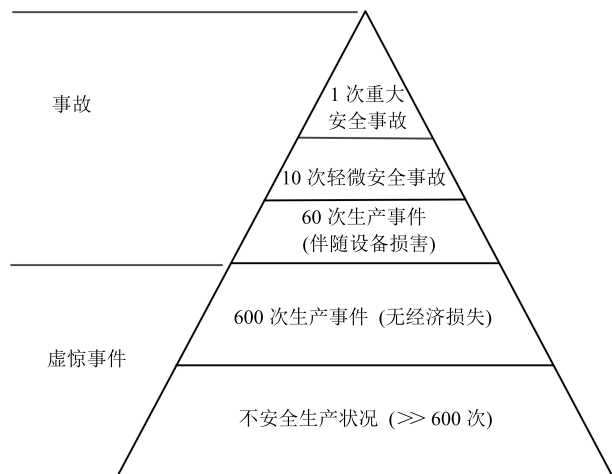 1 次重大
安全事故
事故
10 次轻微安全事故
60 次生产事件
(伴随设备损害)
600 次生产事件 (无经济损失)
虚惊事件
不安全生产状况 (>> 600 次)